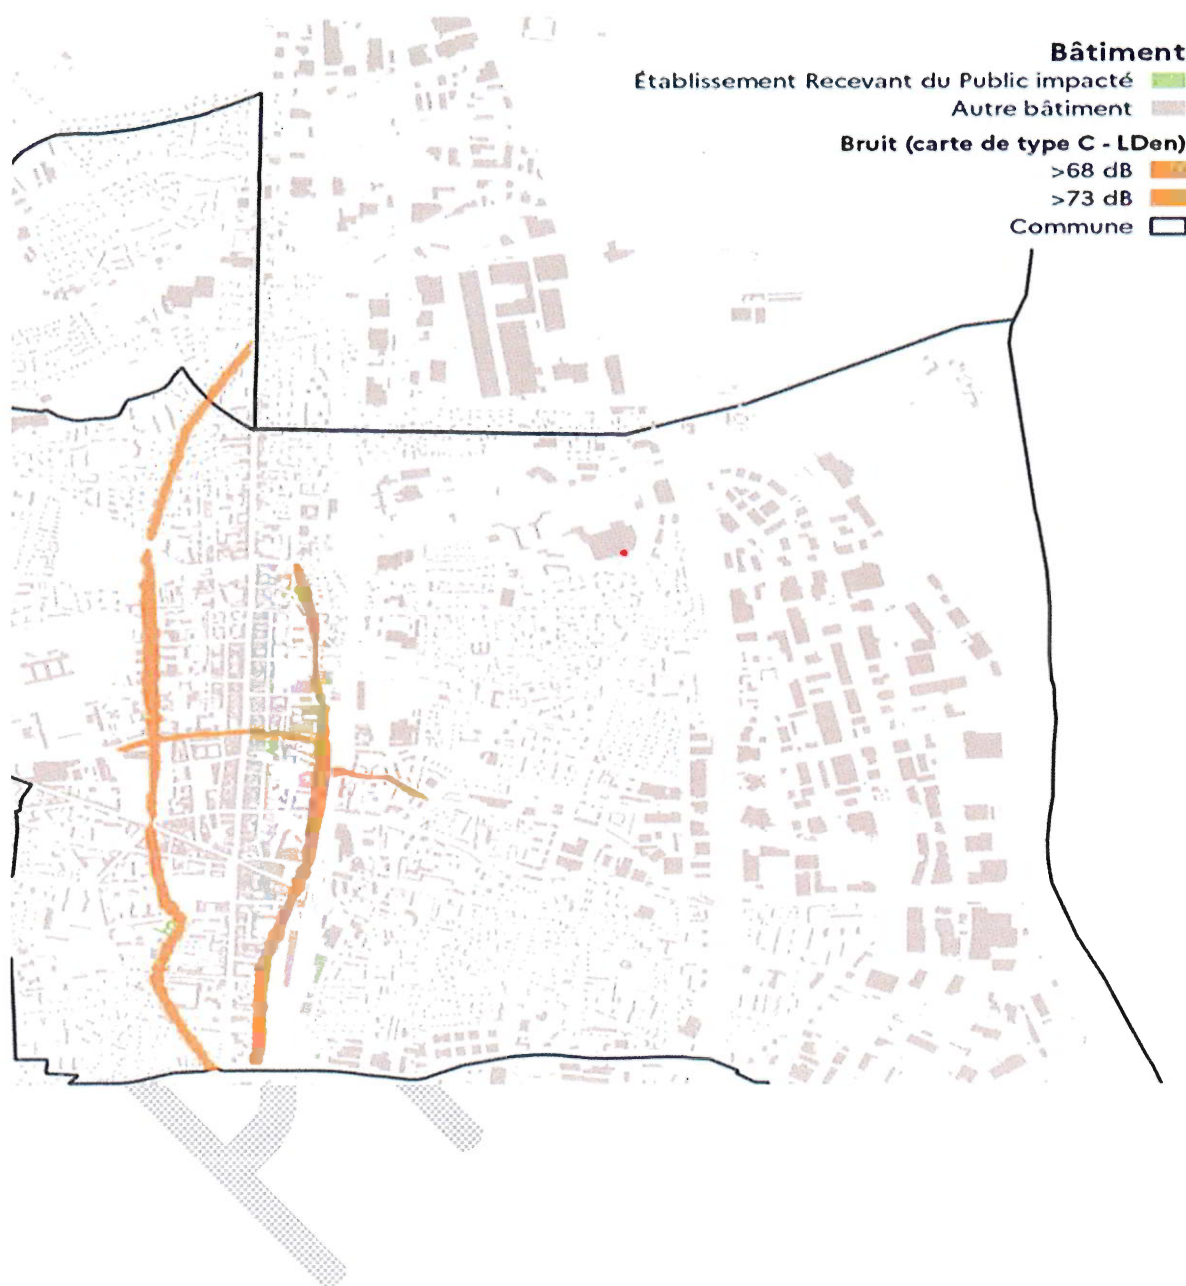 Bâtiment
Établissement Recevant du Public impacté
Autre bâtiment
Bruit (carte de type C - LDen)
>68 dB
>73 dB
Commune